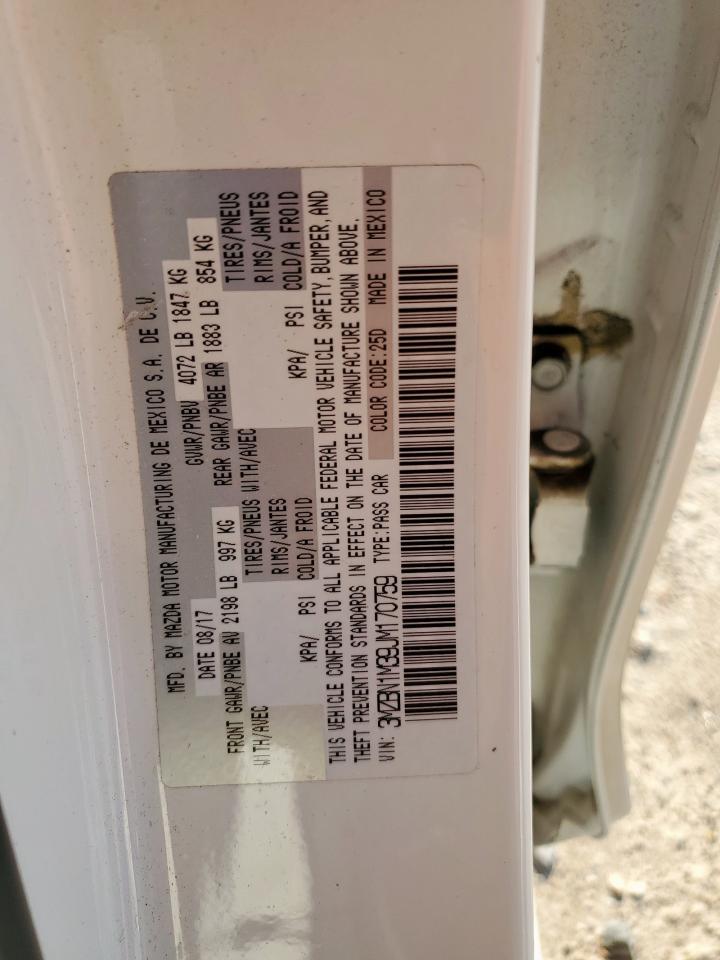 MFD. BY MAZDA MOTOR MANUFACTURING DE MEXICO S.A. DE C.V.
DATE 08/17 GVWR/PNBV 4072 LB 1847 KG
FRONT GAWR/PNBE AV 2198 LB 997 KG REAR GAWR/PNBE AR 1883 LB 854 KG
WITH/AVEC TIRES/PNEUS WITH/AVEC TIRES/PNEUS
RIMS/JANTES RIMS/JANTES
KPA/ PSI COLD/A FROID KPA/ PSI COLD/A FROID
THIS VEHICLE CONFORMS TO ALL APPLICABLE FEDERAL MOTOR VEHICLE SAFETY, BUMPER, AND
THEFT PREVENTION STANDARDS IN EFFECT ON THE DATE OF MANUFACTURE SHOWN ABOVE.
VIN: 3MZBN1M39JM170759 TYPE:PASS CAR COLOR CODE:25D MADE IN MEXICO